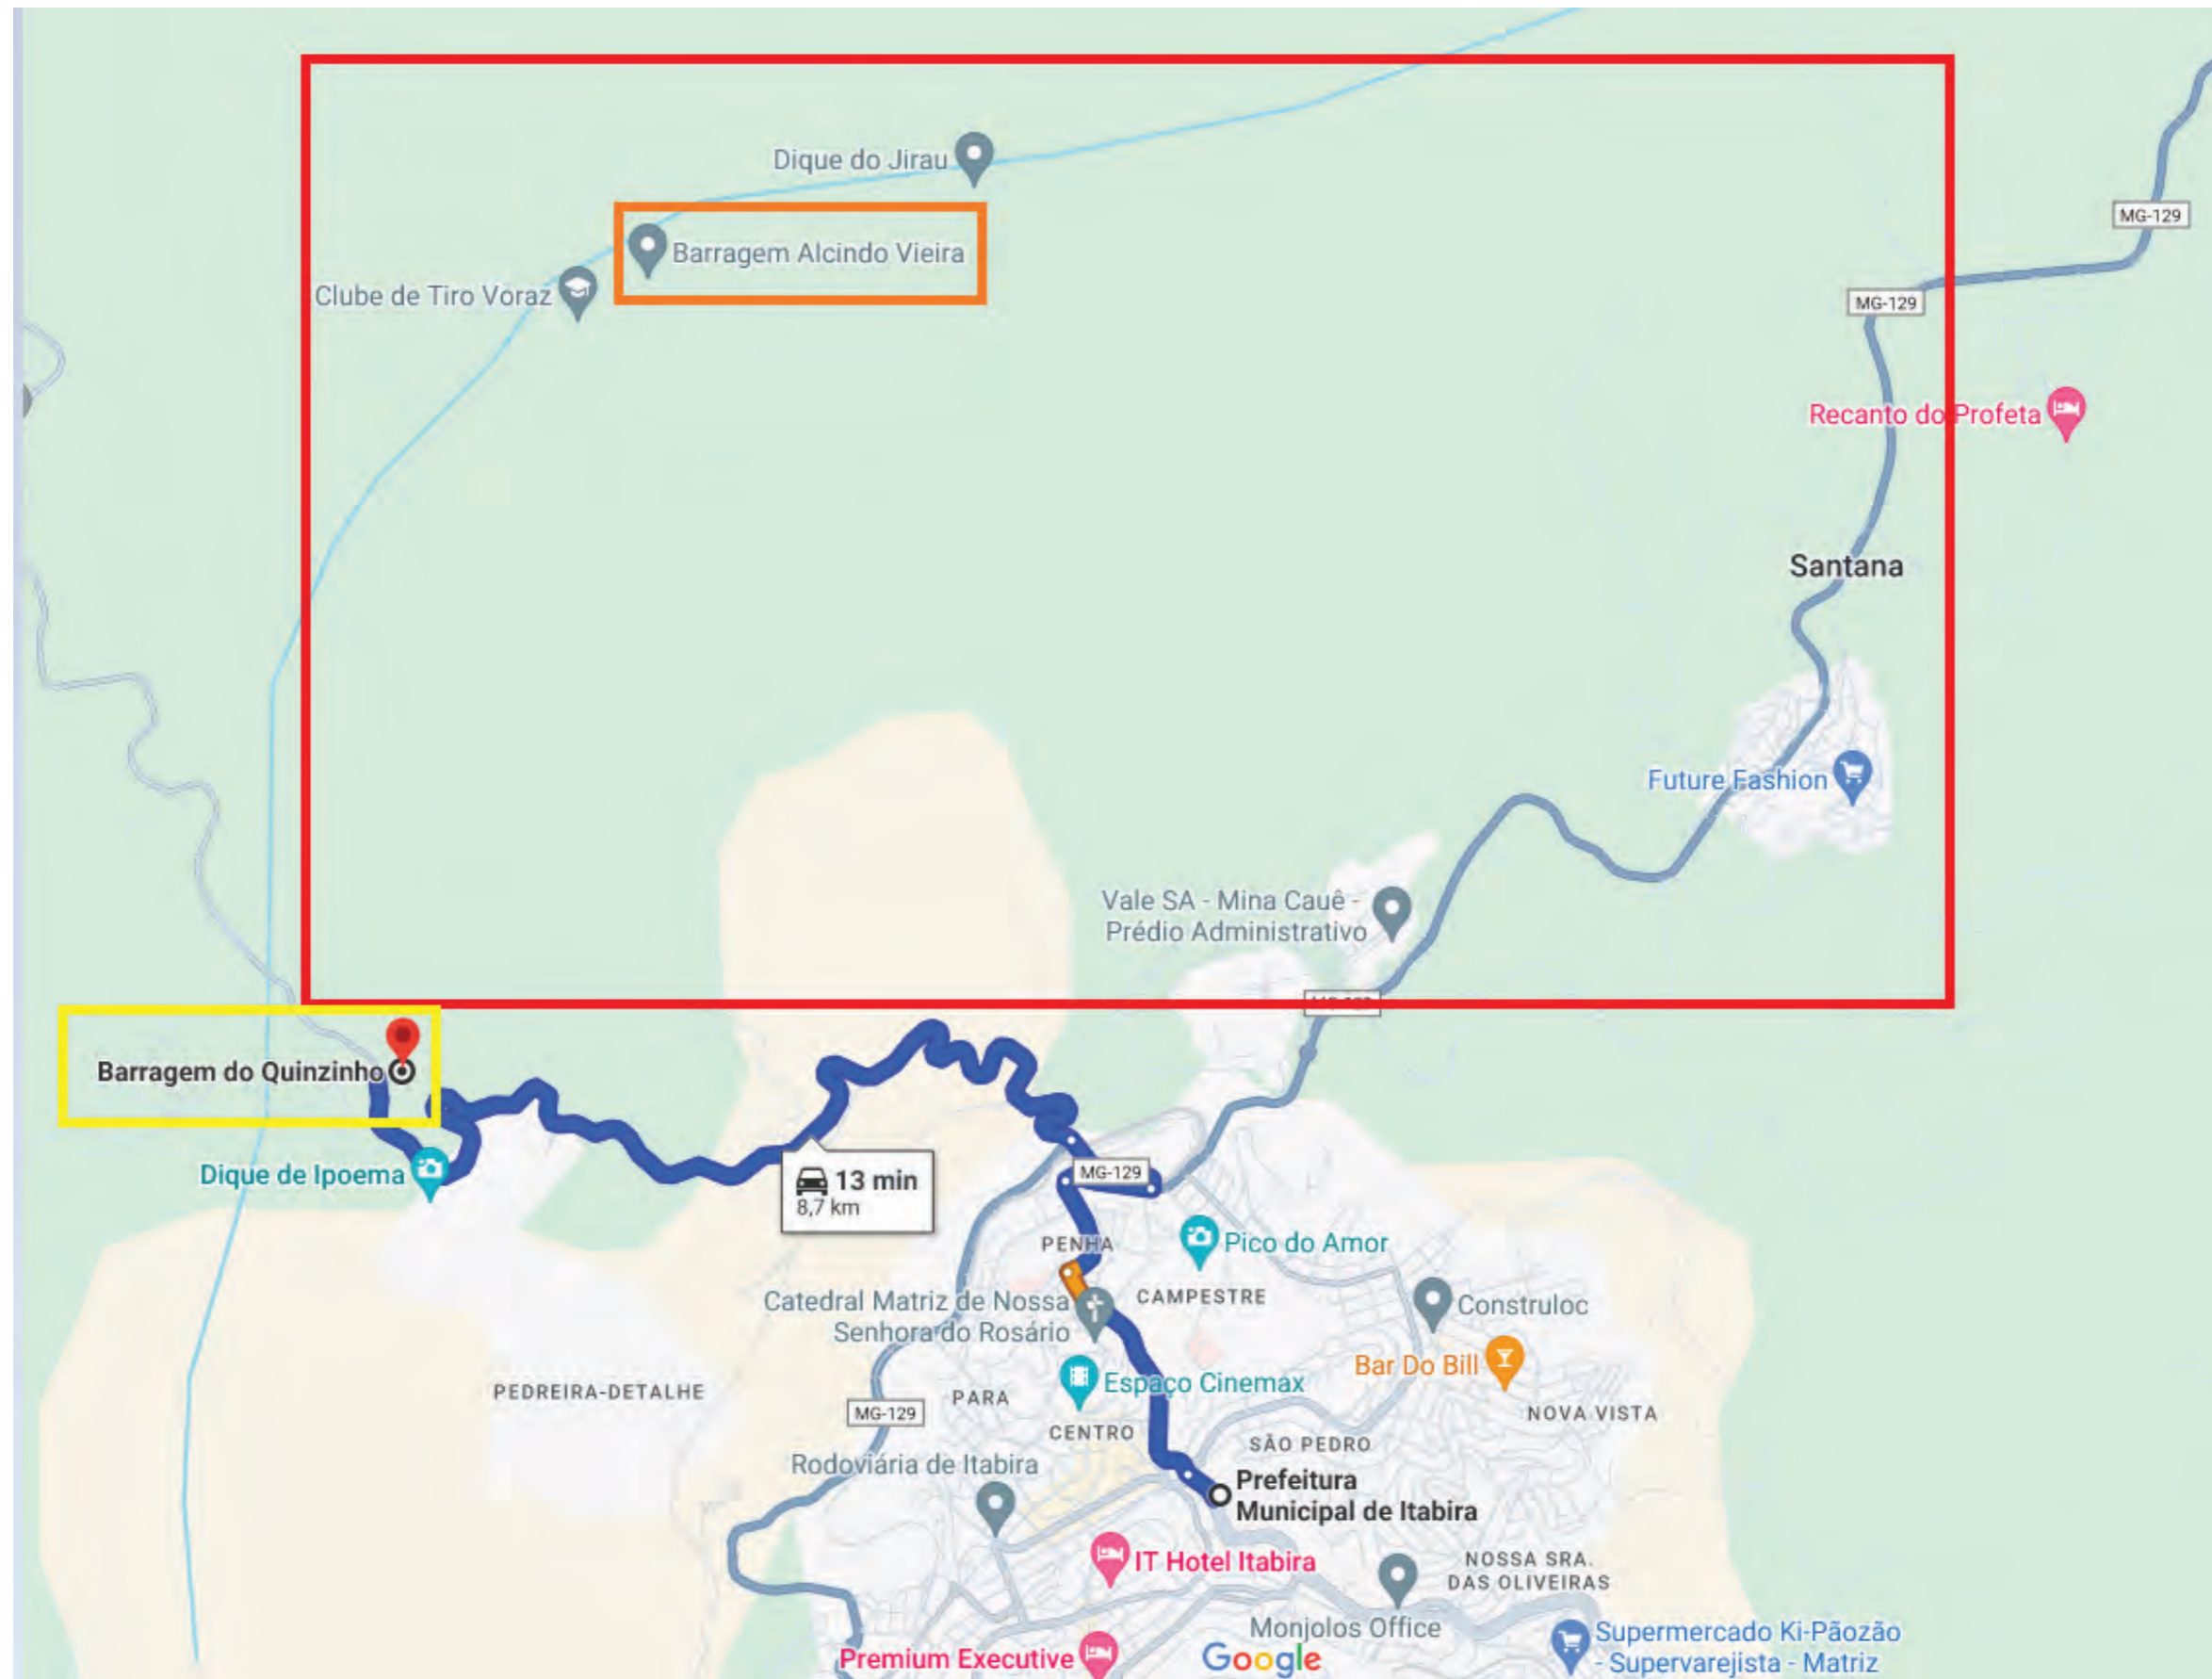 Dique do Jirau
MG-129
Barragem Alcindo Vieira
Clube de Tiro Voraz
MG-129
Recanto do Profeta
Santana
Future Fashion
Vale SA - Mina Cauê -
Prédio Administrativo
Barragem do Quinzinho
Dique de Ipoema
13 min
8,7 km
MG-129
PENHA
Pico do Amor
CAMPESTRE
Catedral Matriz de Nossa
Senhora do Rosário
Construloc
Bar Do Bill
Espaço Cinemax
PEDREIRA-DETALHE
PARA
MG-129
CENTRO
NOVA VISTA
SÃO PEDRO
Rodoviária de Itabira
Prefeitura
Municipal de Itabira
IT Hotel Itabira
NOSSA SRA.
DAS OLIVEIRAS
Monjolos Office
Supermercado Ki-Pãozão
- Supervarejista - Matriz
Premium Executive
Google